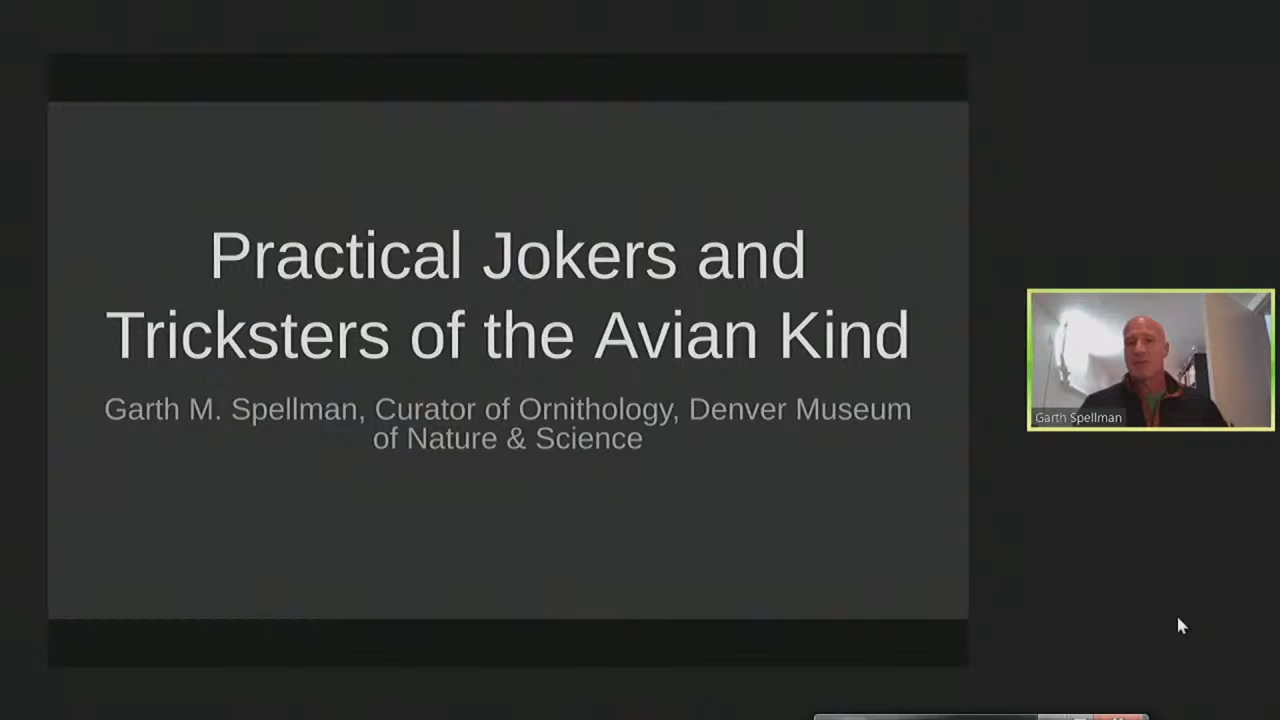 Practical Jokers and
Tricksters of the Avian Kind
Garth M. Spellman, Curator of Ornithology, Denver Museum
of Nature & Science
Garth Spellman